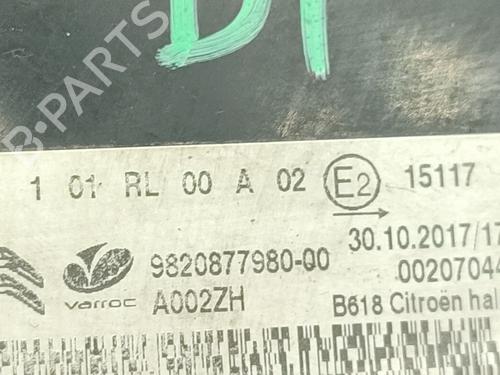 DI
B-PARTS
1 01 RL 00 A 02 E2 15117
30.10.2017/17
9820877980-00
00207044
varroc
A002ZH
B618 Citroën hal